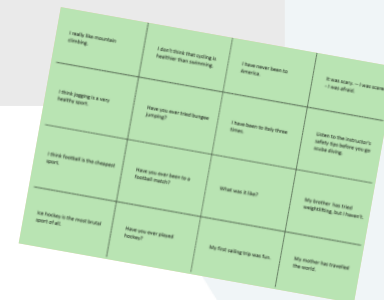 I really like mountain
climbing.
I don't think that cycling is
healthier than swimming.
I have never been to
America.
It was scary. – I was scared.
- I was afraid.
I think jogging is a very
healthy sport.
Have you ever tried bungee
jumping?
I have been to Italy three
times.
Listen to the instructor's
safety tips before you go
scuba diving.
I think football is the cheapest
sport.
Have you ever been to a
football match?
What was it like?
My brother has tried
weightlifting, but I haven't.
Ice hockey is the most brutal
sport of all.
Have you ever played
hockey?
My first sailing trip was fun.
My mother has travelled
the world.